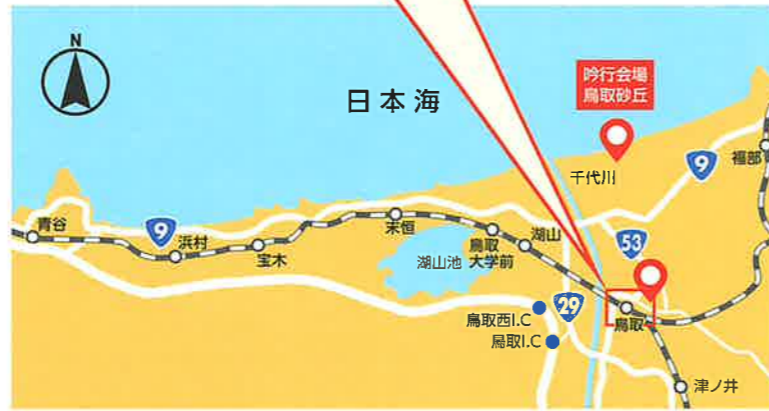 N
日本海
吟行会場
鳥取砂丘
千代川
9
福部
青谷
9
浜村
宝木
末恒
湖山池
鳥取
大学前
湖山
53
29
鳥取西I.C
鳥取I.C
鳥取
津ノ井